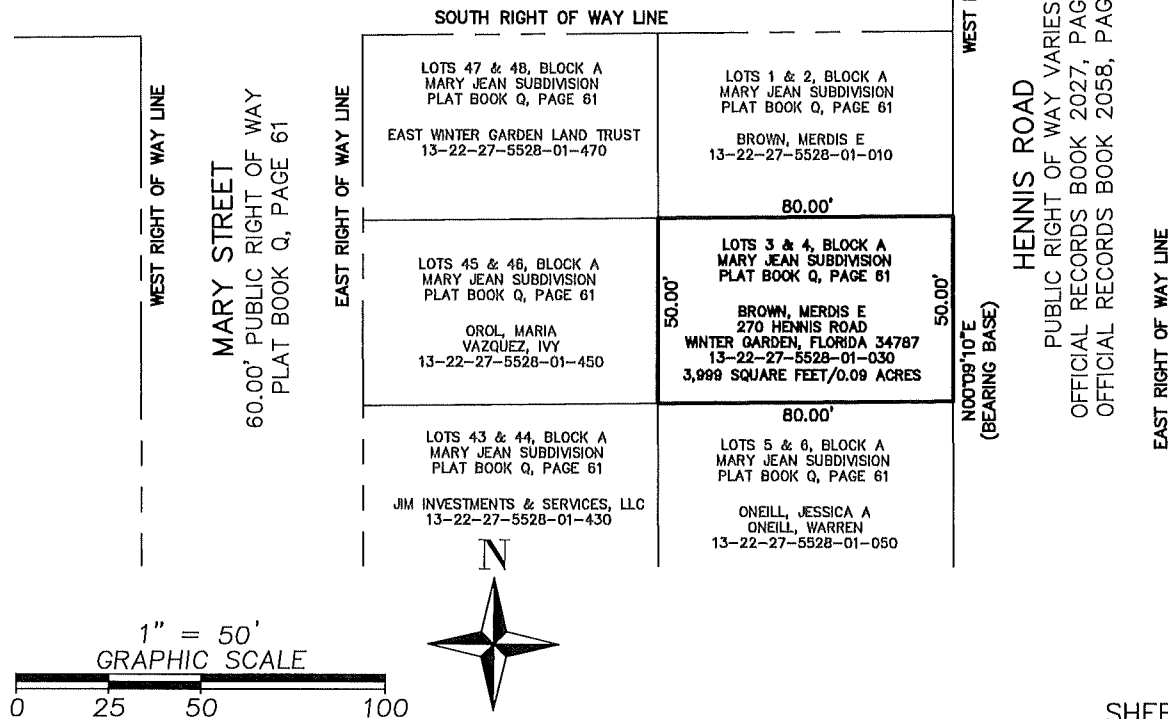 SOUTH RIGHT OF WAY LINE
WEST RIGHT OF WAY LINE
MARY STREET
60.00' PUBLIC RIGHT OF WAY
PLAT BOOK Q, PAGE 61
EAST RIGHT OF WAY LINE
LOTS 47 & 48, BLOCK A
MARY JEAN SUBDIVISION
PLAT BOOK Q, PAGE 61
EAST WINTER GARDEN LAND TRUST
13-22-27-5528-01-470
LOTS 1 & 2, BLOCK A
MARY JEAN SUBDIVISION
PLAT BOOK Q, PAGE 61
BROWN, MERDIS E
13-22-27-5528-01-010
LOTS 45 & 46, BLOCK A
MARY JEAN SUBDIVISION
PLAT BOOK Q, PAGE 61
OROL, MARIA
VAZQUEZ, IVY
13-22-27-5528-01-450
80.00'
50.00'
LOTS 3 & 4, BLOCK A
MARY JEAN SUBDIVISION
PLAT BOOK Q, PAGE 61
BROWN, MERDIS E
270 HENNIS ROAD
WINTER GARDEN, FLORIDA 34787
13-22-27-5528-01-030
3,999 SQUARE FEET/0.09 ACRES
50.00'
80.00'
N00°09'10"E
(BEARING BASE)
LOTS 43 & 44, BLOCK A
MARY JEAN SUBDIVISION
PLAT BOOK Q, PAGE 61
JIM INVESTMENTS & SERVICES, LLC
13-22-27-5528-01-430
LOTS 5 & 6, BLOCK A
MARY JEAN SUBDIVISION
PLAT BOOK Q, PAGE 61
ONEILL, JESSICA A
ONEILL, WARREN
13-22-27-5528-01-050
WEST
HENNIS ROAD
PUBLIC RIGHT OF WAY VARIES
OFFICIAL RECORDS BOOK 2027, PAG
OFFICIAL RECORDS BOOK 2058, PAG
EAST RIGHT OF WAY LINE
N
1" = 50'
GRAPHIC SCALE
0 25 50 100